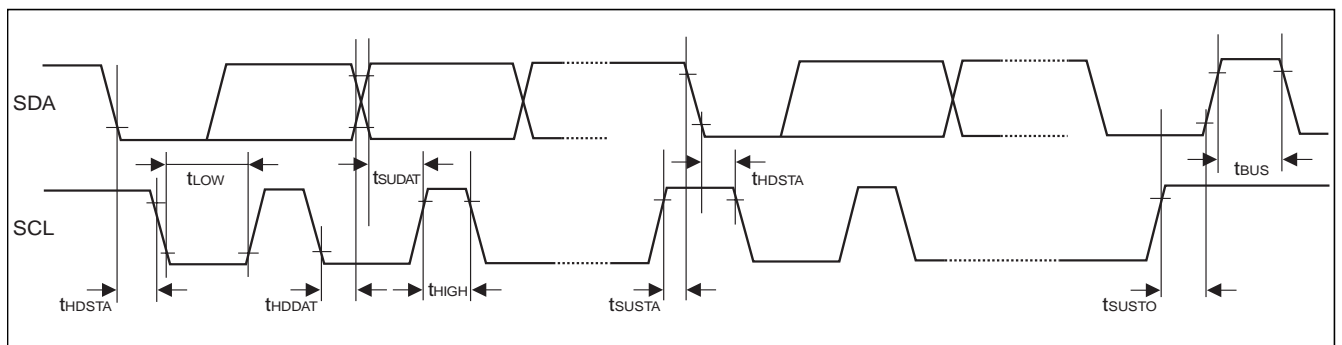 SDA
tLOW
tSUDAT
tHDSTA
tBUS
SCL
tHDSTA
tHDDAT
tHIGH
tSUSTA
tSUSTO